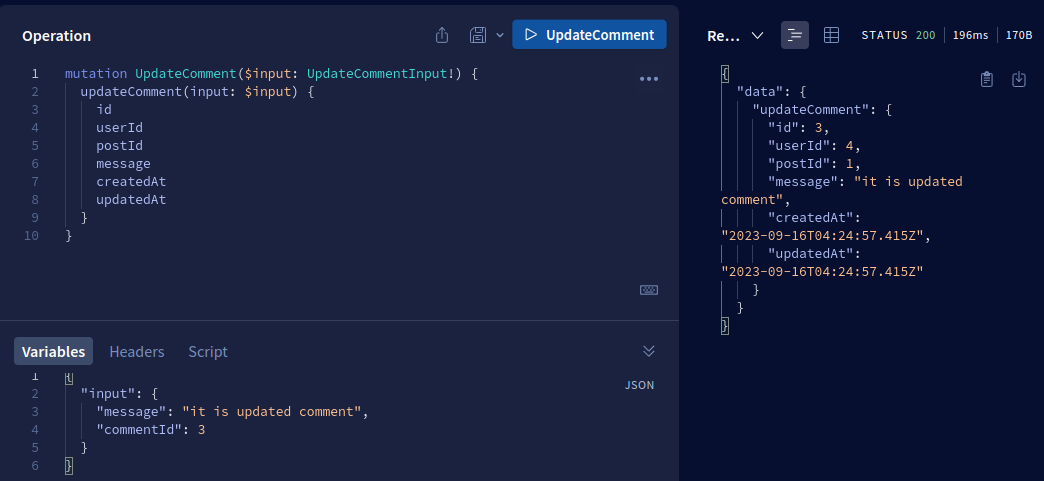 Operation
UpdateComment
1 mutation UpdateComment($input: UpdateCommentInput!) {
2 updateComment(input: $input) {
3 id
4 userId
5 postId
6 message
7 createdAt
8 updatedAt
9 }
10 }
Variables Headers Script
JSON
1 {
2 "input": {
3 "message": "it is updated comment",
4 "commentId": 3
5 }
6 }
Re... STATUS 200 196ms 170B
{
"data": {
"updateComment": {
"id": 3,
"userId": 4,
"postId": 1,
"message": "it is updated
comment",
"createdAt":
"2023-09-16T04:24:57.415Z",
"updatedAt":
"2023-09-16T04:24:57.415Z"
}
}
}